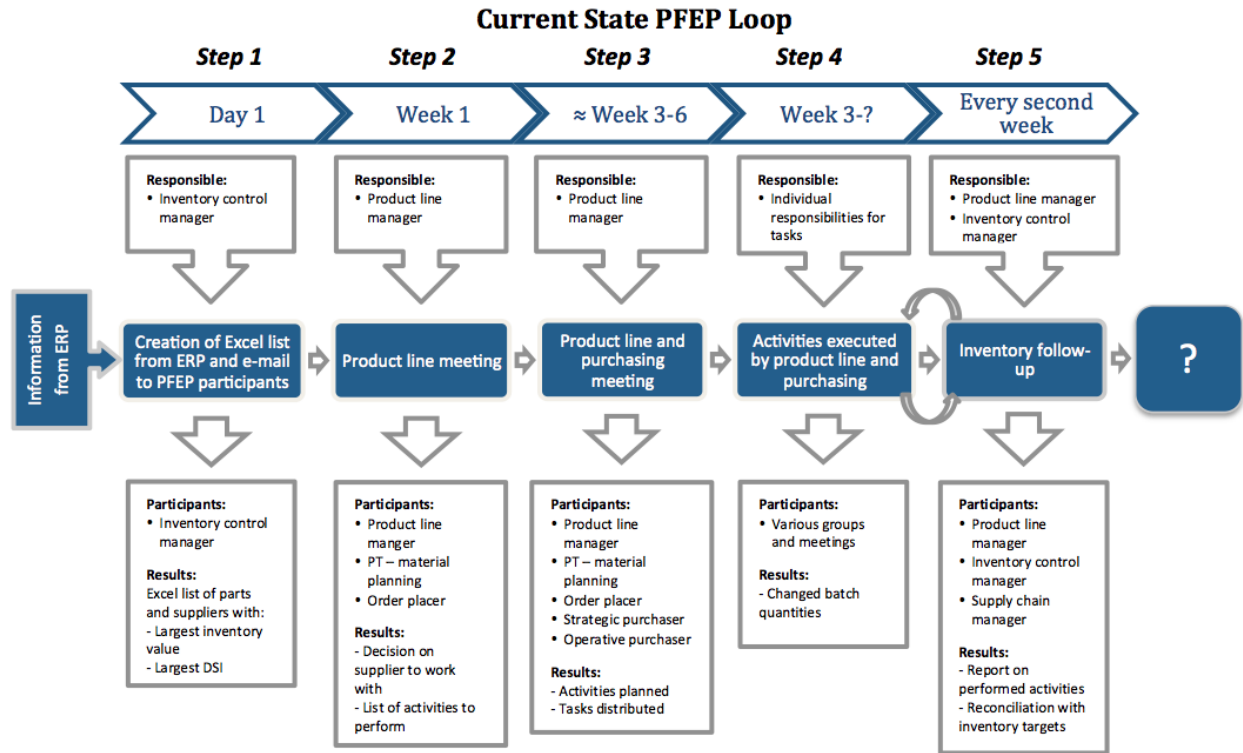 Current State PFEP Loop
Step 1
Step 2
Step 3
Step 4
Step 5
Day 1
Week 1
≈ Week 3-6
Week 3-?
Every second
week
Responsible:
• Inventory control
manager
Responsible:
• Product line
manager
Responsible:
• Product line
manager
Responsible:
• Individual
responsibilities for
tasks
Responsible:
• Product line manager
• Inventory control
manager
Information
from ERP
Creation of Excel list
from ERP and e-mail
to PFEP participants
Product line meeting
Product line and
purchasing
meeting
Activities executed
by product line and
purchasing
Inventory follow-
up
?
Participants:
• Inventory control
manager
Results:
Excel list of parts
and suppliers with:
- Largest inventory
value
- Largest DSI
Participants:
• Product line
manger
• PT – material
planning
• Order placer
Results:
- Decision on
supplier to work
with
- List of activities to
perform
Participants:
• Product line
manager
• PT – material
planning
• Order placer
• Strategic purchaser
• Operative purchaser
Results:
- Activities planned
- Tasks distributed
Participants:
• Various groups
and meetings
Results:
- Changed batch
quantities
Participants:
• Product line
manager
• Inventory control
manager
• Supply chain
manager
Results:
- Report on
performed activities
- Reconciliation with
inventory targets